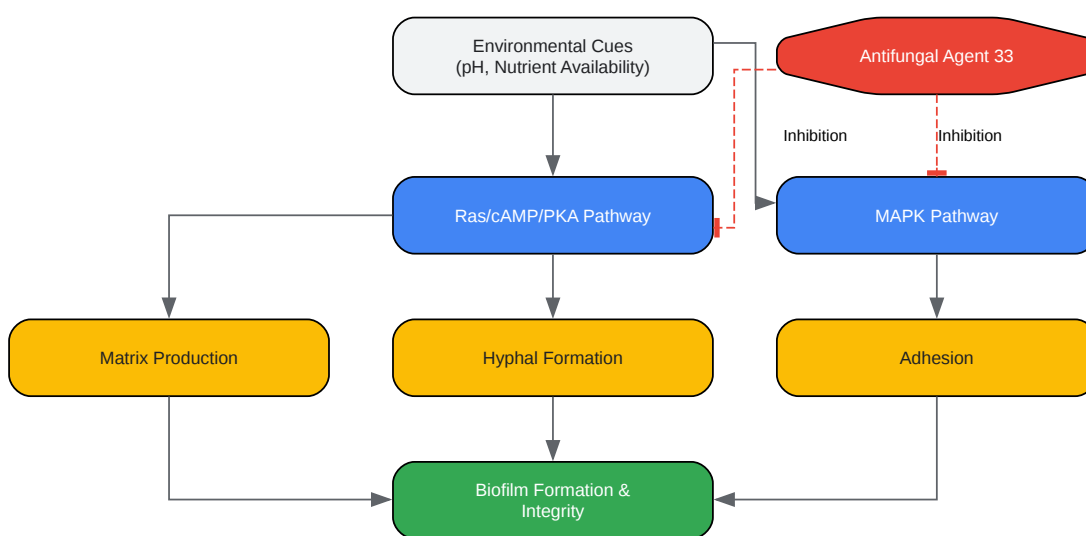 Environmental Cues
(pH, Nutrient Availability)
Antifungal Agent 33
Inhibition
Inhibition
Ras/cAMP/PKA Pathway
MAPK Pathway
Matrix Production
Hyphal Formation
Adhesion
Biofilm Formation &
Integrity